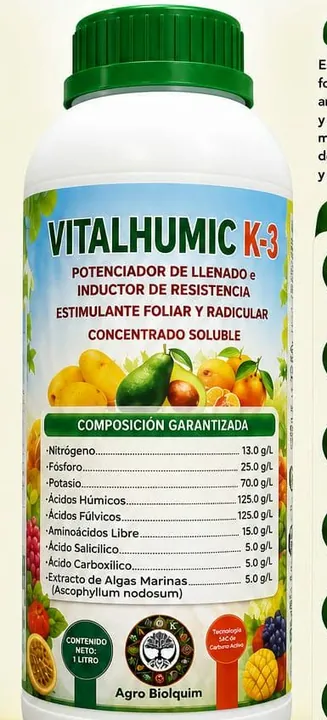 VITALHUMIC K-3
POTENCIADOR DE LLENADO e
INDUCTOR DE RESISTENCIA
ESTIMULANTE FOLIAR Y RADICULAR
CONCENTRADO SOLUBLE
COMPOSICIÓN GARANTIZADA
·Nitrógeno 13.0 g/L
·Fósforo 25.0 g/L
·Potasio 70.0 g/L
·Ácidos Húmicos 125.0 g/L
·Ácidos Fúlvicos 125.0 g/L
·Aminoácidos Libre 15.0 g/L
·Ácido Salicílico 5.0 g/L
·Ácido Carboxílico 5.0 g/L
·Extracto de Algas Marinas 5.0 g/L
(Ascophyllum nodosum)
CONTENIDO
NETO:
1 LITRO
Tecnología
Carbono Activo
Agro Biolquim